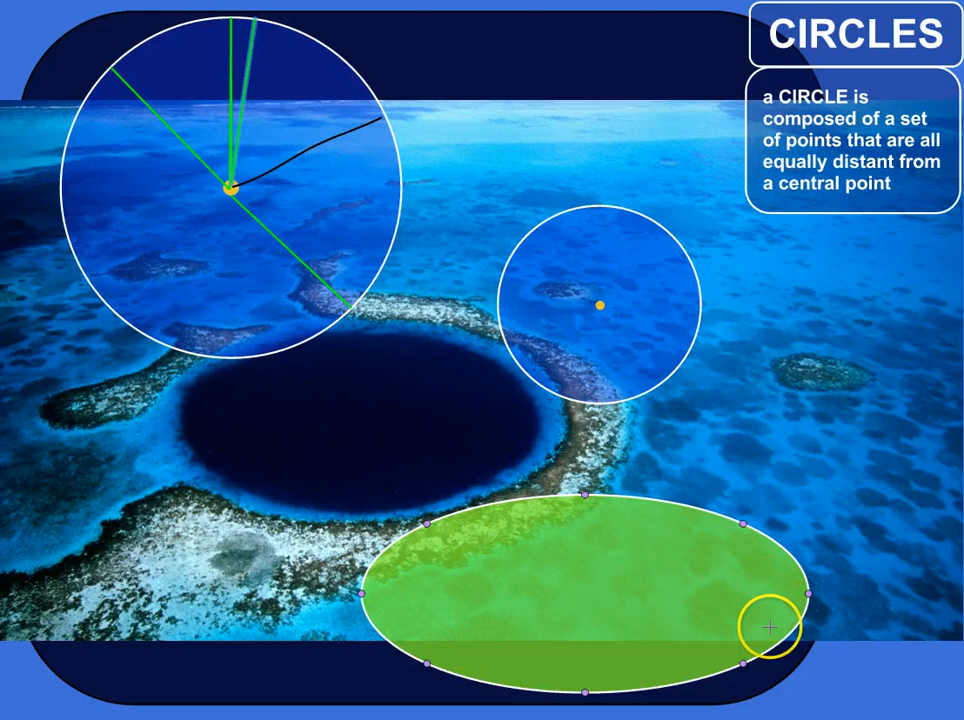 CIRCLES
a CIRCLE is
composed of a set
of points that are all
equally distant from
a central point